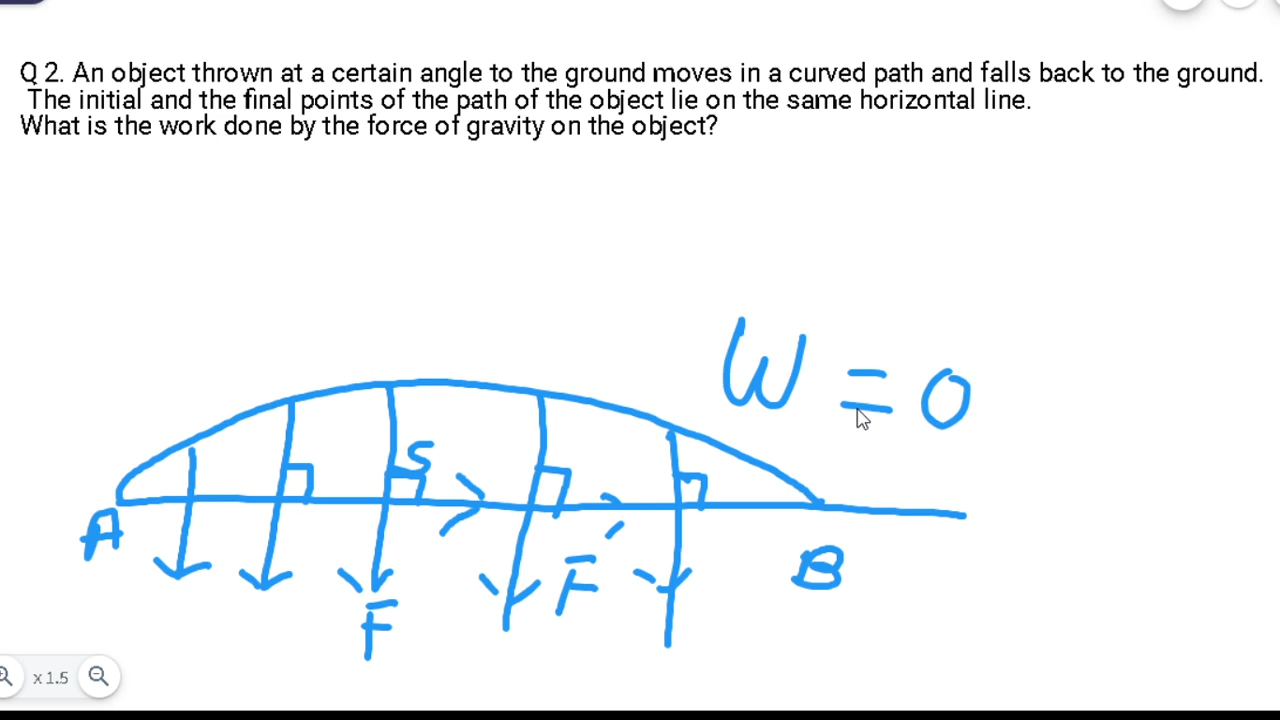 Q 2. An object thrown at a certain angle to the ground moves in a curved path and falls back to the ground.
The initial and the final points of the path of the object lie on the same horizontal line.
What is the work done by the force of gravity on the object?
W = 0
S
A
F
F
B
x 1.5